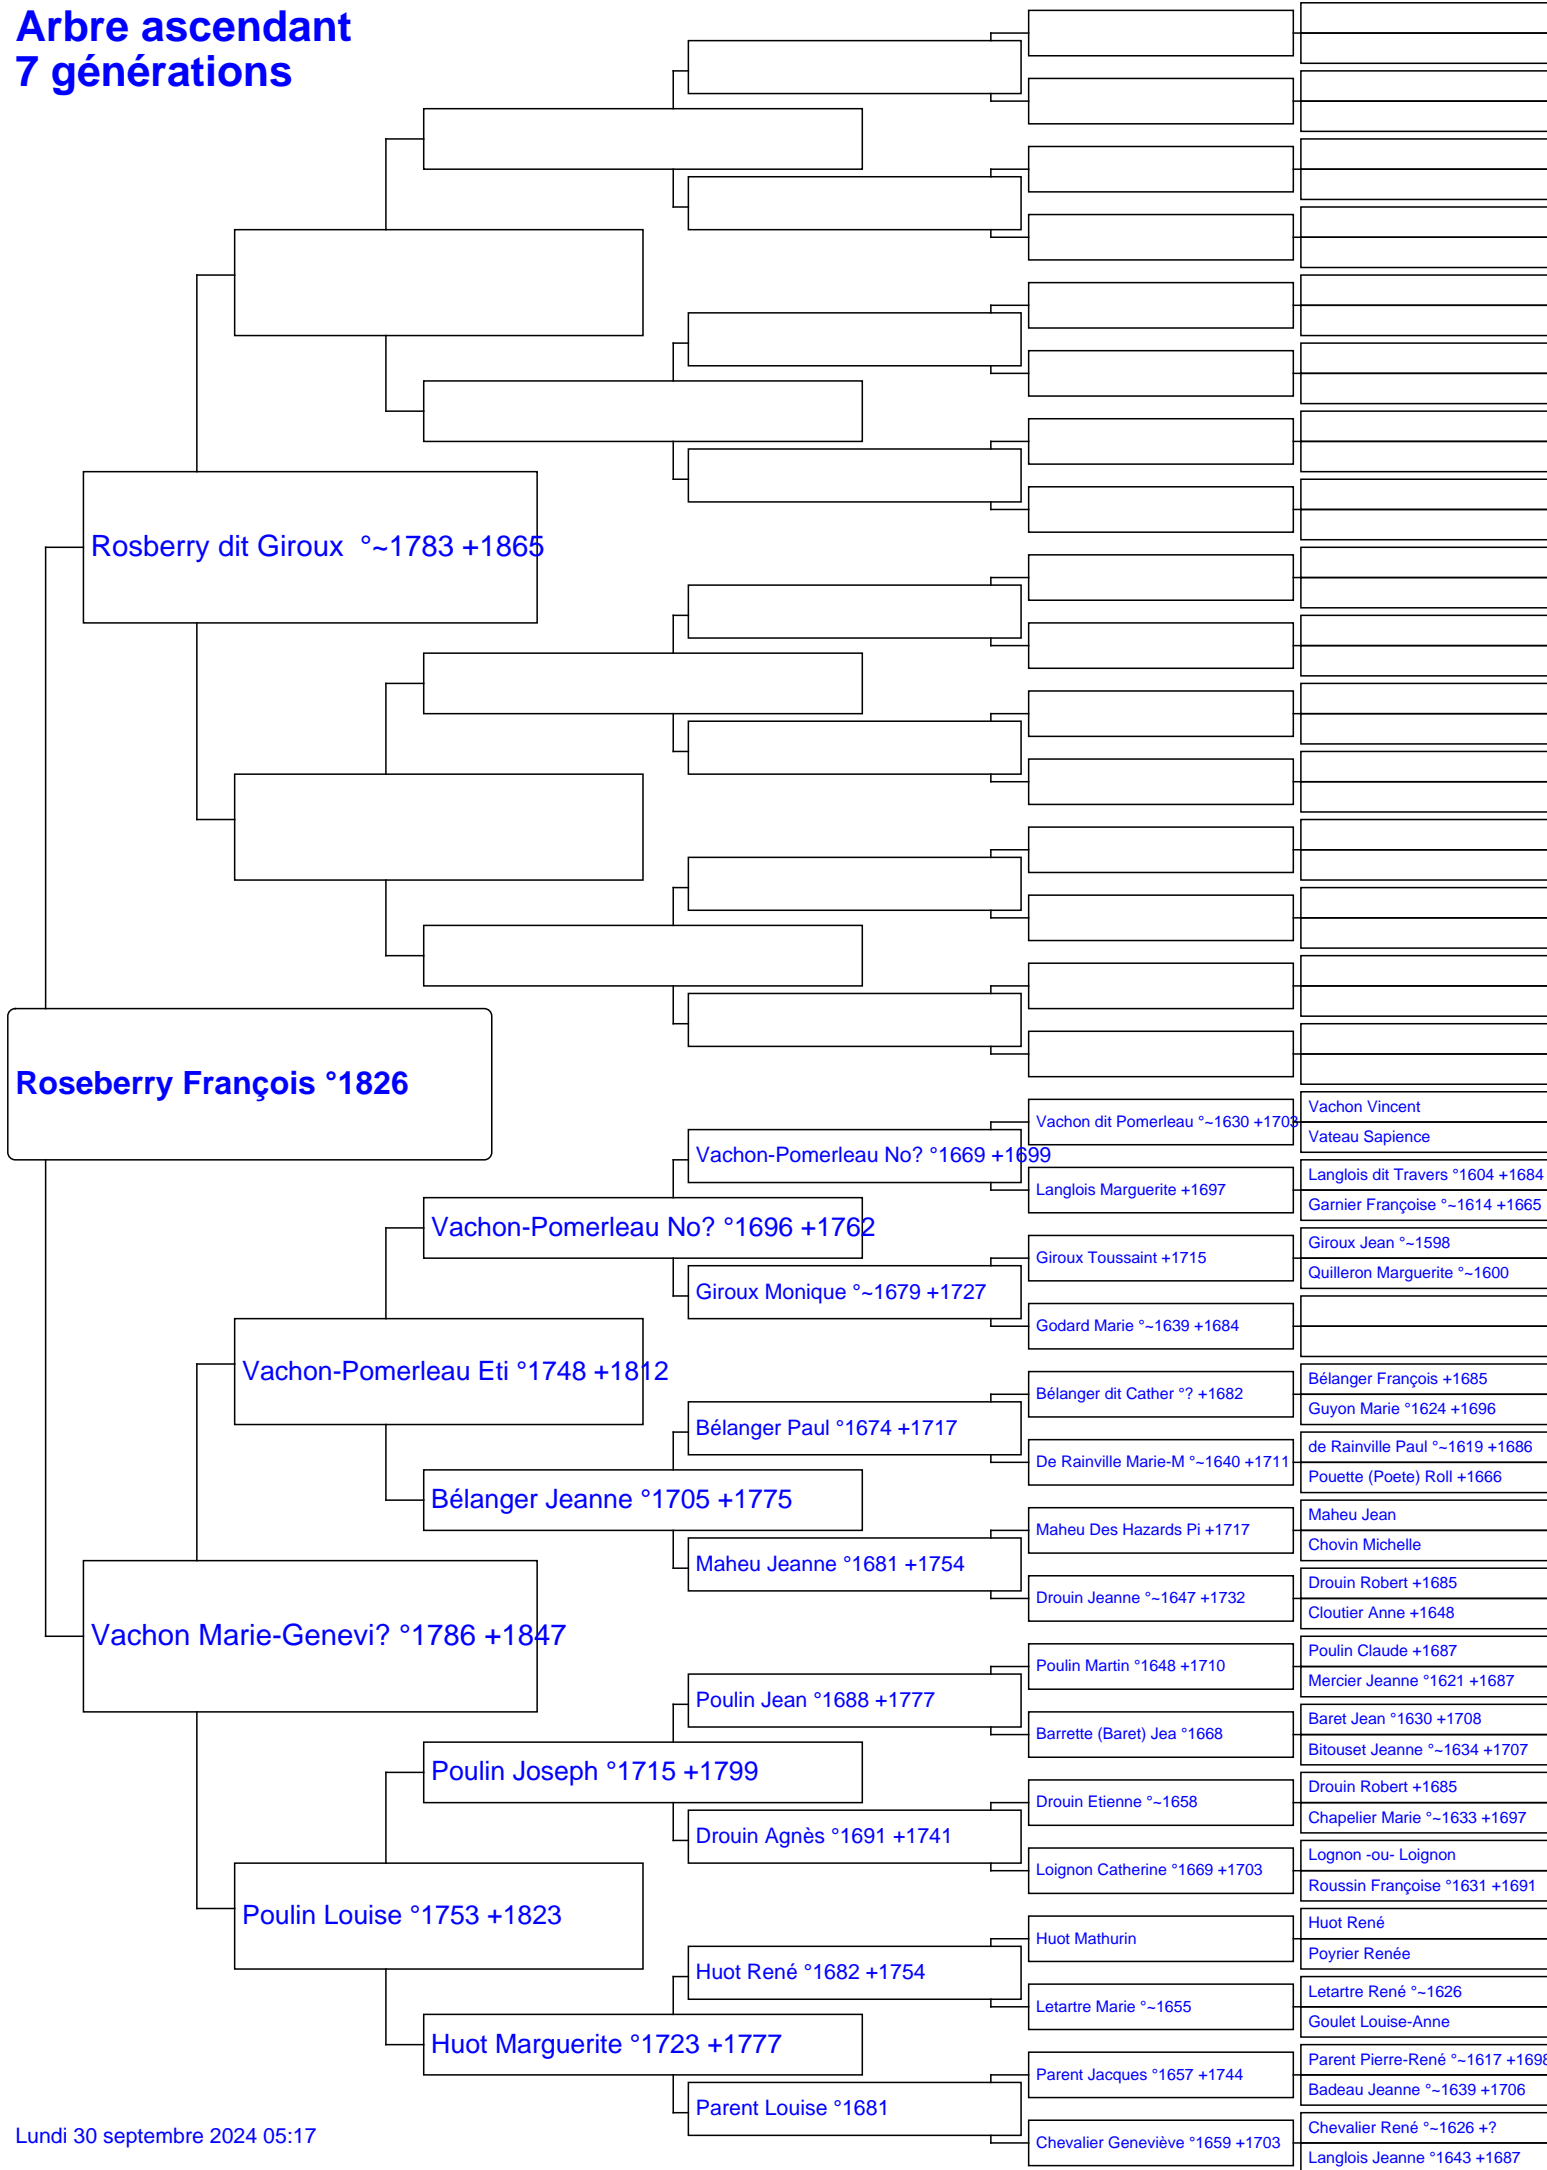 Arbre ascendant
7 générations
Rosberry dit Giroux °~1783 +1865
Roseberry François °1826
Vachon Vincent
Vachon dit Pomerleau °~1630 +1703
Vateau Sapience
Vachon-Pomerleau No? °1669 +1699
Langlois dit Travers °1604 +1684
Langlois Marguerite +1697
Garnier Françoise °~1614 +1665
Vachon-Pomerleau No? °1696 +1762
Giroux Jean °~1598
Giroux Toussaint +1715
Quilleron Marguerite °~1600
Giroux Monique °~1679 +1727
Godard Marie °~1639 +1684
Vachon-Pomerleau Eti °1748 +1812
Bélanger François +1685
Bélanger dit Cather °? +1682
Guyon Marie °1624 +1696
Bélanger Paul °1674 +1717
de Rainville Paul °~1619 +1686
De Rainville Marie-M °~1640 +1711
Pouette (Poete) Roll +1666
Bélanger Jeanne °1705 +1775
Maheu Jean
Maheu Des Hazards Pi +1717
Chovin Michelle
Maheu Jeanne °1681 +1754
Drouin Robert +1685
Drouin Jeanne °~1647 +1732
Cloutier Anne +1648
Vachon Marie-Genevi? °1786 +1847
Poulin Claude +1687
Poulin Martin °1648 +1710
Mercier Jeanne °1621 +1687
Poulin Jean °1688 +1777
Baret Jean °1630 +1708
Barrette (Baret) Jea °1668
Bitouset Jeanne °~1634 +1707
Poulin Joseph °1715 +1799
Drouin Robert +1685
Drouin Etienne °~1658
Chapelier Marie °~1633 +1697
Drouin Agnès °1691 +1741
Lognon -ou- Loignon
Loignon Catherine °1669 +1703
Roussin Françoise °1631 +1691
Poulin Louise °1753 +1823
Huot René
Huot Mathurin
Poyrier Renée
Huot René °1682 +1754
Letartre René °~1626
Letartre Marie °~1655
Goulet Louise-Anne
Huot Marguerite °1723 +1777
Parent Pierre-René °~1617 +1698
Parent Jacques °1657 +1744
Badeau Jeanne °~1639 +1706
Parent Louise °1681
Chevalier René °~1626 +?
Chevalier Geneviève °1659 +1703
Langlois Jeanne °1643 +1687
Lundi 30 septembre 2024 05:17